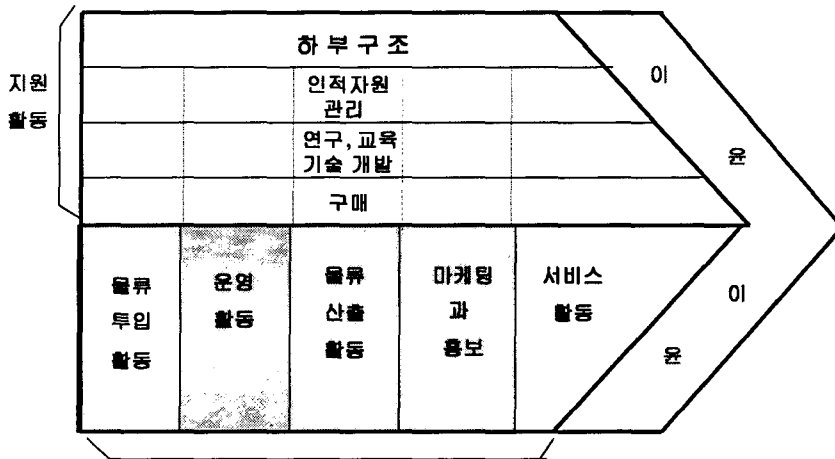 하부구조
인적자원
관리
연구, 교육
기술 개발
구매
지원
활동
이
윤
물류
투입
활동
운영
활동
물류
산출
활동
마케팅
과
홍보
서비스
활동
이
윤